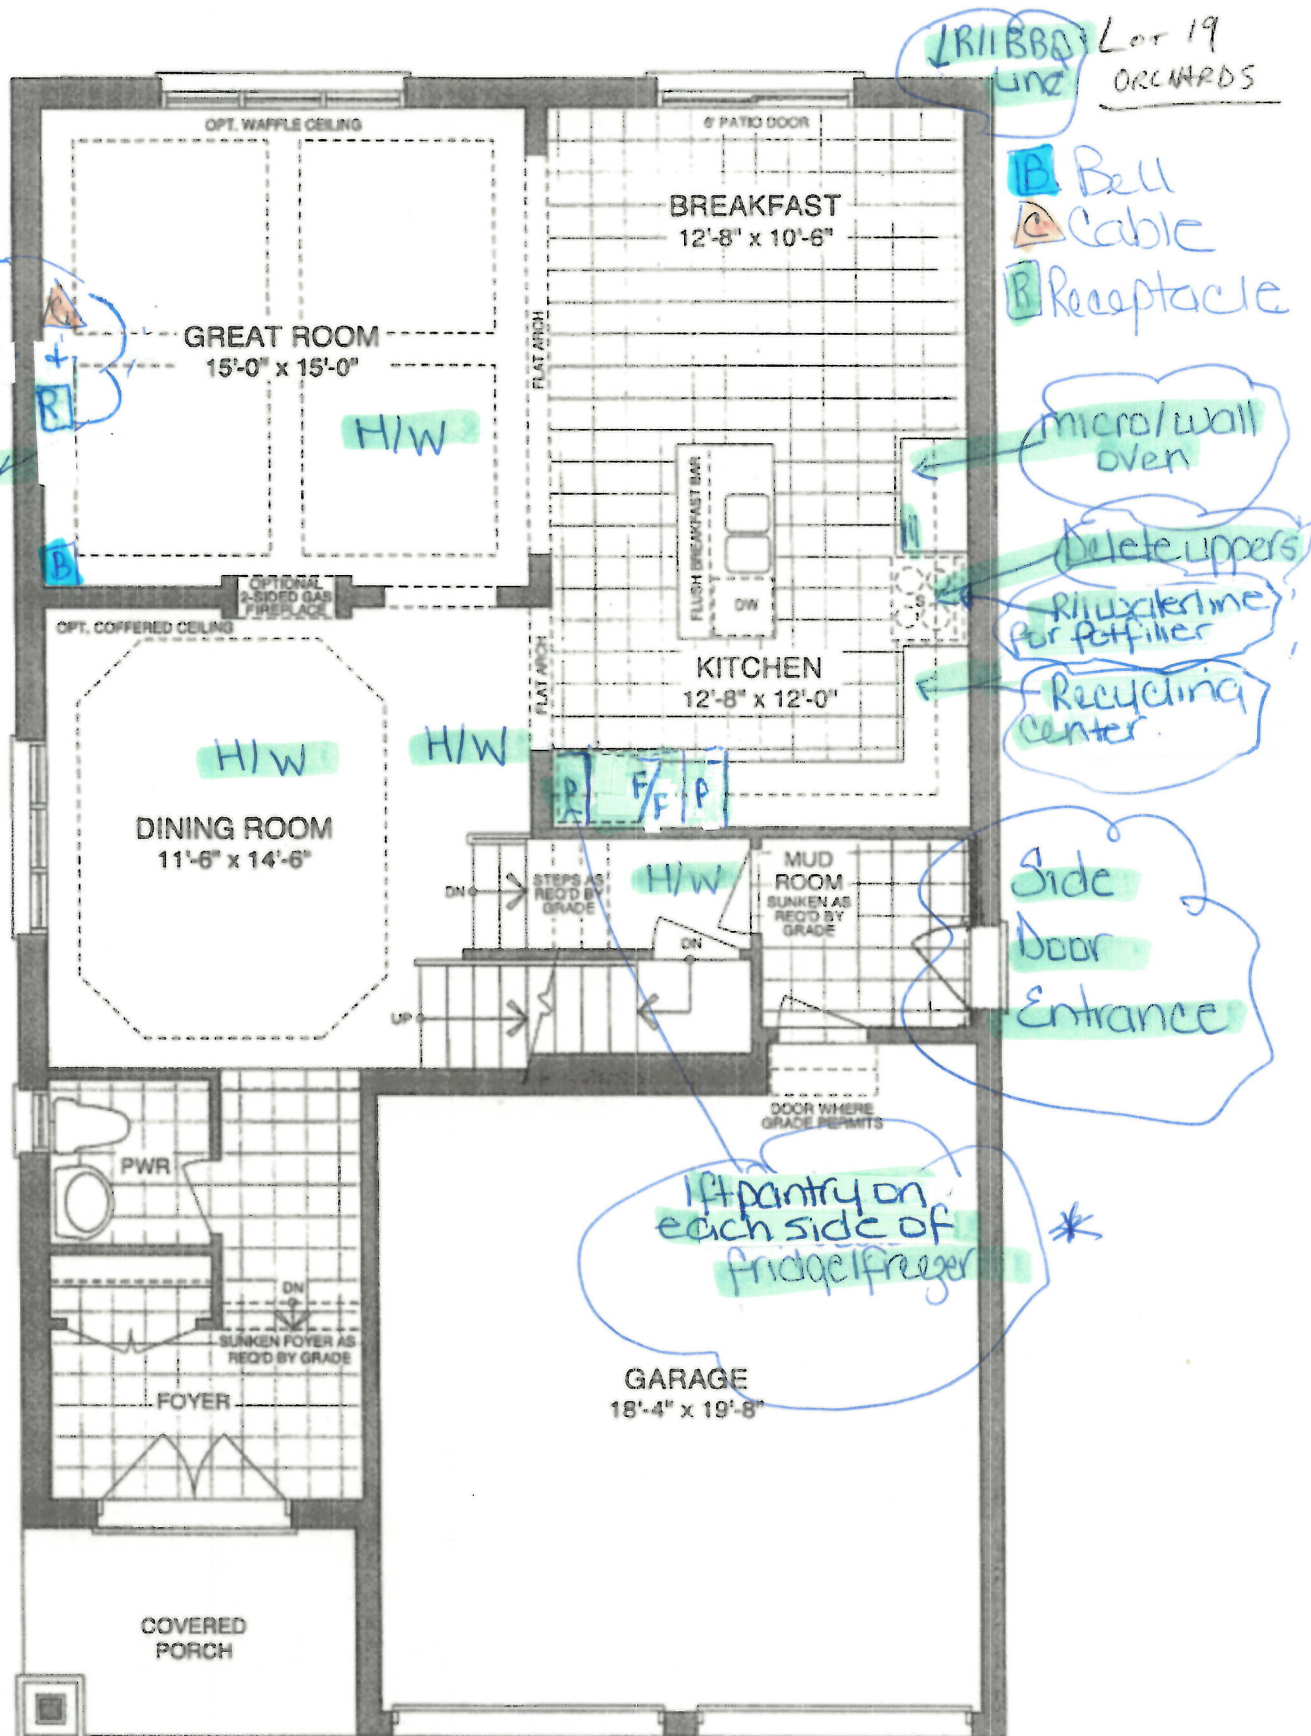 R/I BBQ
Line
Lot 19
ORCHARDS
B Bell
C Cable
R Receptacle
OPT. WAFFLE CEILING
6' PATIO DOOR
BREAKFAST
12'-8" x 10'-6"
C
+
R
GREAT ROOM
15'-0" x 15'-0"
FLAT ARCH
H/W
micro/wall
oven
FLUSH BREAKFAST BAR
DW
S
Delete uppers
R/I waterline
for potfiller
Recycling
center
B
OPTIONAL
2-SIDED GAS
FIREPLACE
OPT. COFFERED CEILING
FLAT ARCH
KITCHEN
12'-8" x 12'-0"
H/W
H/W
P
F/F
P
DINING ROOM
11'-6" x 14'-6"
DN
STEPS AS
REQ'D BY
GRADE
H/W
MUD
ROOM
SUNKEN AS
REQ'D BY
GRADE
Side
Door
Entrance
DN
UP
DOOR WHERE
GRADE PERMITS
PWR
1ft pantry on
each side of
fridge/freezer
*
DN
SUNKEN FOYER AS
REQ'D BY GRADE
FOYER
GARAGE
18'-4" x 19'-8"
COVERED
PORCH